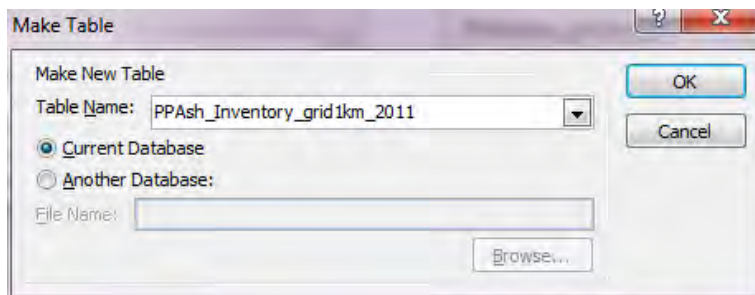 Make Table
Make New Table
OK
Table Name: PPAsh_Inventory_grid1km_2011
Cancel
Current Database
Another Database:
File Name:
Browse...